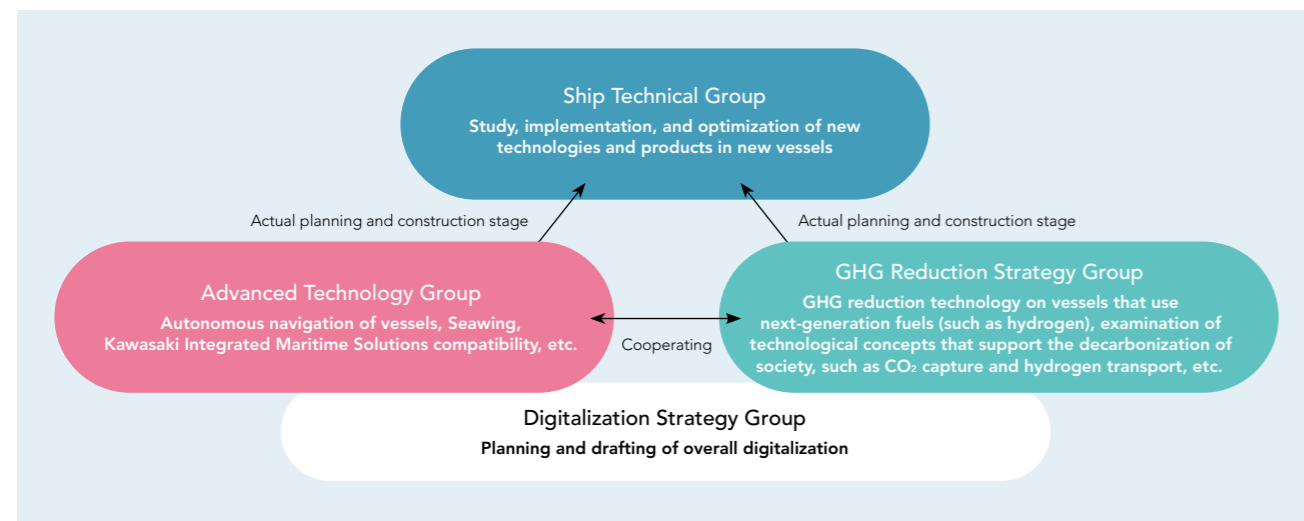 Ship Technical Group
Study, implementation, and optimization of new
technologies and products in new vessels
Actual planning and construction stage
Actual planning and construction stage
Advanced Technology Group
Autonomous navigation of vessels, Seawing,
Kawasaki Integrated Maritime Solutions compatibility, etc.
Cooperating
GHG Reduction Strategy Group
GHG reduction technology on vessels that use
next-generation fuels (such as hydrogen), examination of
technological concepts that support the decarbonization of
society, such as CO₂ capture and hydrogen transport, etc.
Digitalization Strategy Group
Planning and drafting of overall digitalization